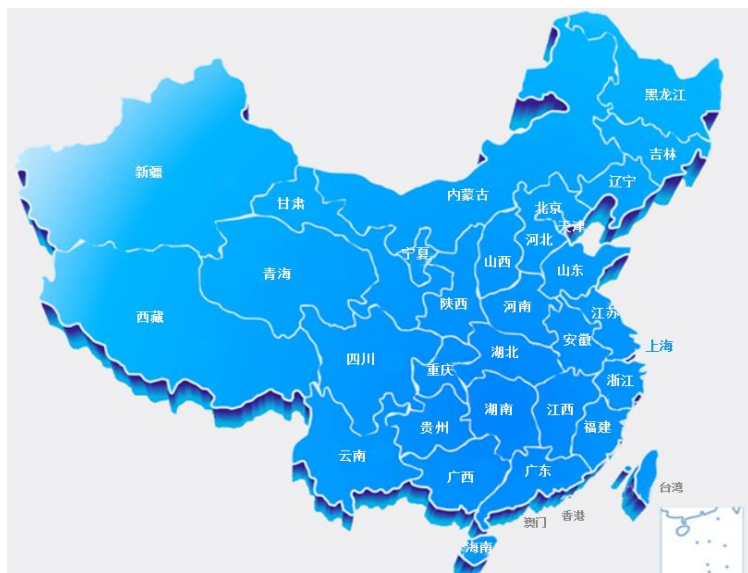 黑龙江
吉林
新疆
辽宁
内蒙古
甘肃
北京
天津
河北
宁夏
山西
青海
山东
陕西
河南
江苏
西藏
安徽
上海
湖北
四川
重庆
浙江
湖南
江西
贵州
福建
云南
广东
广西
台湾
香港
澳门
海南